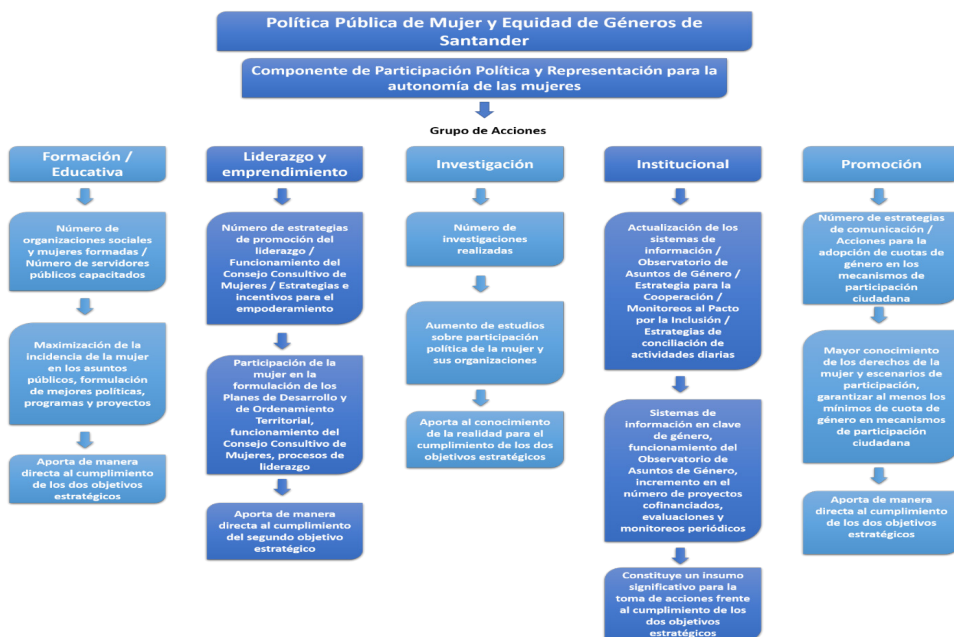 Política Pública de Mujer y Equidad de Géneros de
Santander
Componente de Participación Política y Representación para la
autonomía de las mujeres
Grupo de Acciones
Formación /
Educativa
Número de
organizaciones sociales
y mujeres formadas /
Número de servidores
públicos capacitados
Maximización de la
incidencia de la mujer
en los asuntos
públicos, formulación
de mejores políticas,
programas y proyectos
Aporta de manera
directa al cumplimiento
de los dos objetivos
estratégicos
Liderazgo y
emprendimiento
Número de estrategias
de promoción del
liderazgo /
Funcionamiento del
Consejo Consultivo de
Mujeres / Estrategias e
incentivos para el
empoderamiento
Participación de la
mujer en la
formulación de los
Planes de Desarrollo y
de Ordenamiento
Territorial,
funcionamiento del
Consejo Consultivo de
Mujeres, procesos de
liderazgo
Aporta de manera
directa al cumplimiento
del segundo objetivo
estratégico
Investigación
Número de
investigaciones
realizadas
Aumento de estudios
sobre participación
política de la mujer y
sus organizaciones
Aporta al conocimiento
de la realidad para el
cumplimiento de los dos
objetivos estratégicos
Institucional
Actualización de los
sistemas de
información /
Observatorio de
Asuntos de Género /
Estrategia para la
Cooperación /
Monitoreos al Pacto
por la Inclusión /
Estrategias de
conciliación de
actividades diarias
Sistemas de
información en clave
de género,
funcionamiento del
Observatorio de
Asuntos de Género,
incremento en el
número de proyectos
cofinanciados,
evaluaciones y
monitoreos periódicos
Constituye un insumo
significativo para la
toma de acciones frente
al cumplimiento de los
dos objetivos
estratégicos
Promoción
Número de estrategias
de comunicación /
Acciones para la
adopción de cuotas de
género en los
mecanismos de
participación
ciudadana
Mayor conocimiento
de los derechos de la
mujer y escenarios de
participación,
garantizar al menos los
mínimos de cuota de
género en mecanismos
de participación
ciudadana
Aporta de manera
directa al cumplimiento
de los dos objetivos
estratégicos